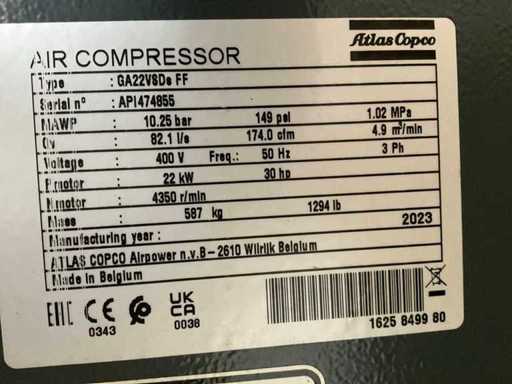 Atlas Copco
AIR COMPRESSOR
Type : GA22VSDs FF
Serial n° : API474855
MAWP : 10.25 bar 149 psi 1.02 MPa
Qv : 82.1 l/s 174.0 cfm 4.9 m³/min
Voltage : 400 V Freq.: 50 Hz 3 Ph
P.motor : 22 kW 30 hp
N.motor : 4350 r/min
Mass : 587 kg 1294 lb
Manufacturing year : 2023
ATLAS COPCO Airpower n.v.B- 2610 Wilrijk Belgium
Made in Belgium
EAC CE UK CA
0343 0038
1625 8499 80